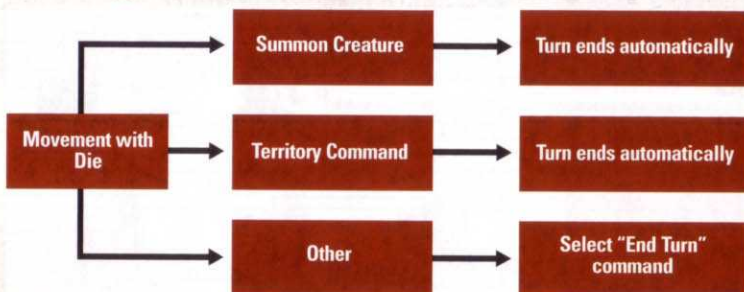 Summon Creature
Turn ends automatically
Movement with
Die
Territory Command
Turn ends automatically
Other
Select "End Turn"
command